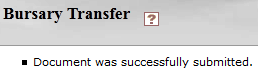 Bursary Transfer ?
Document was successfully submitted.